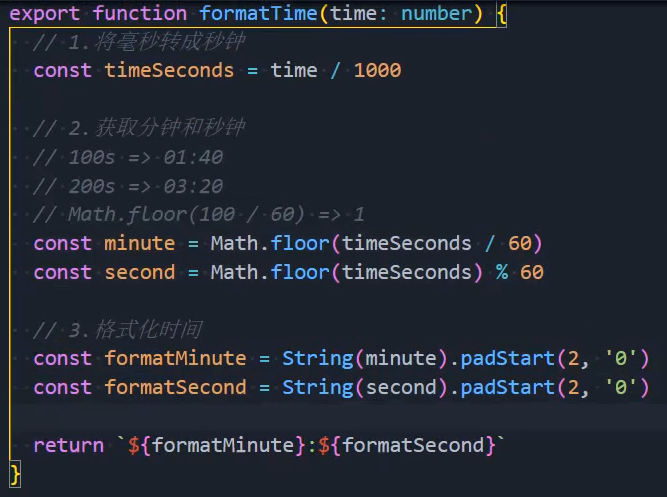 export function formatTime(time: number) {
// 1.将毫秒转成秒钟
const timeSeconds = time / 1000
// 2.获取分钟和秒钟
// 100s => 01:40
// 200s => 03:20
// Math.floor(100 / 60) => 1
const minute = Math.floor(timeSeconds / 60)
const second = Math.floor(timeSeconds) % 60
// 3.格式化时间
const formatMinute = String(minute).padStart(2, '0')
const formatSecond = String(second).padStart(2, '0')
return `${formatMinute}:${formatSecond}`
}